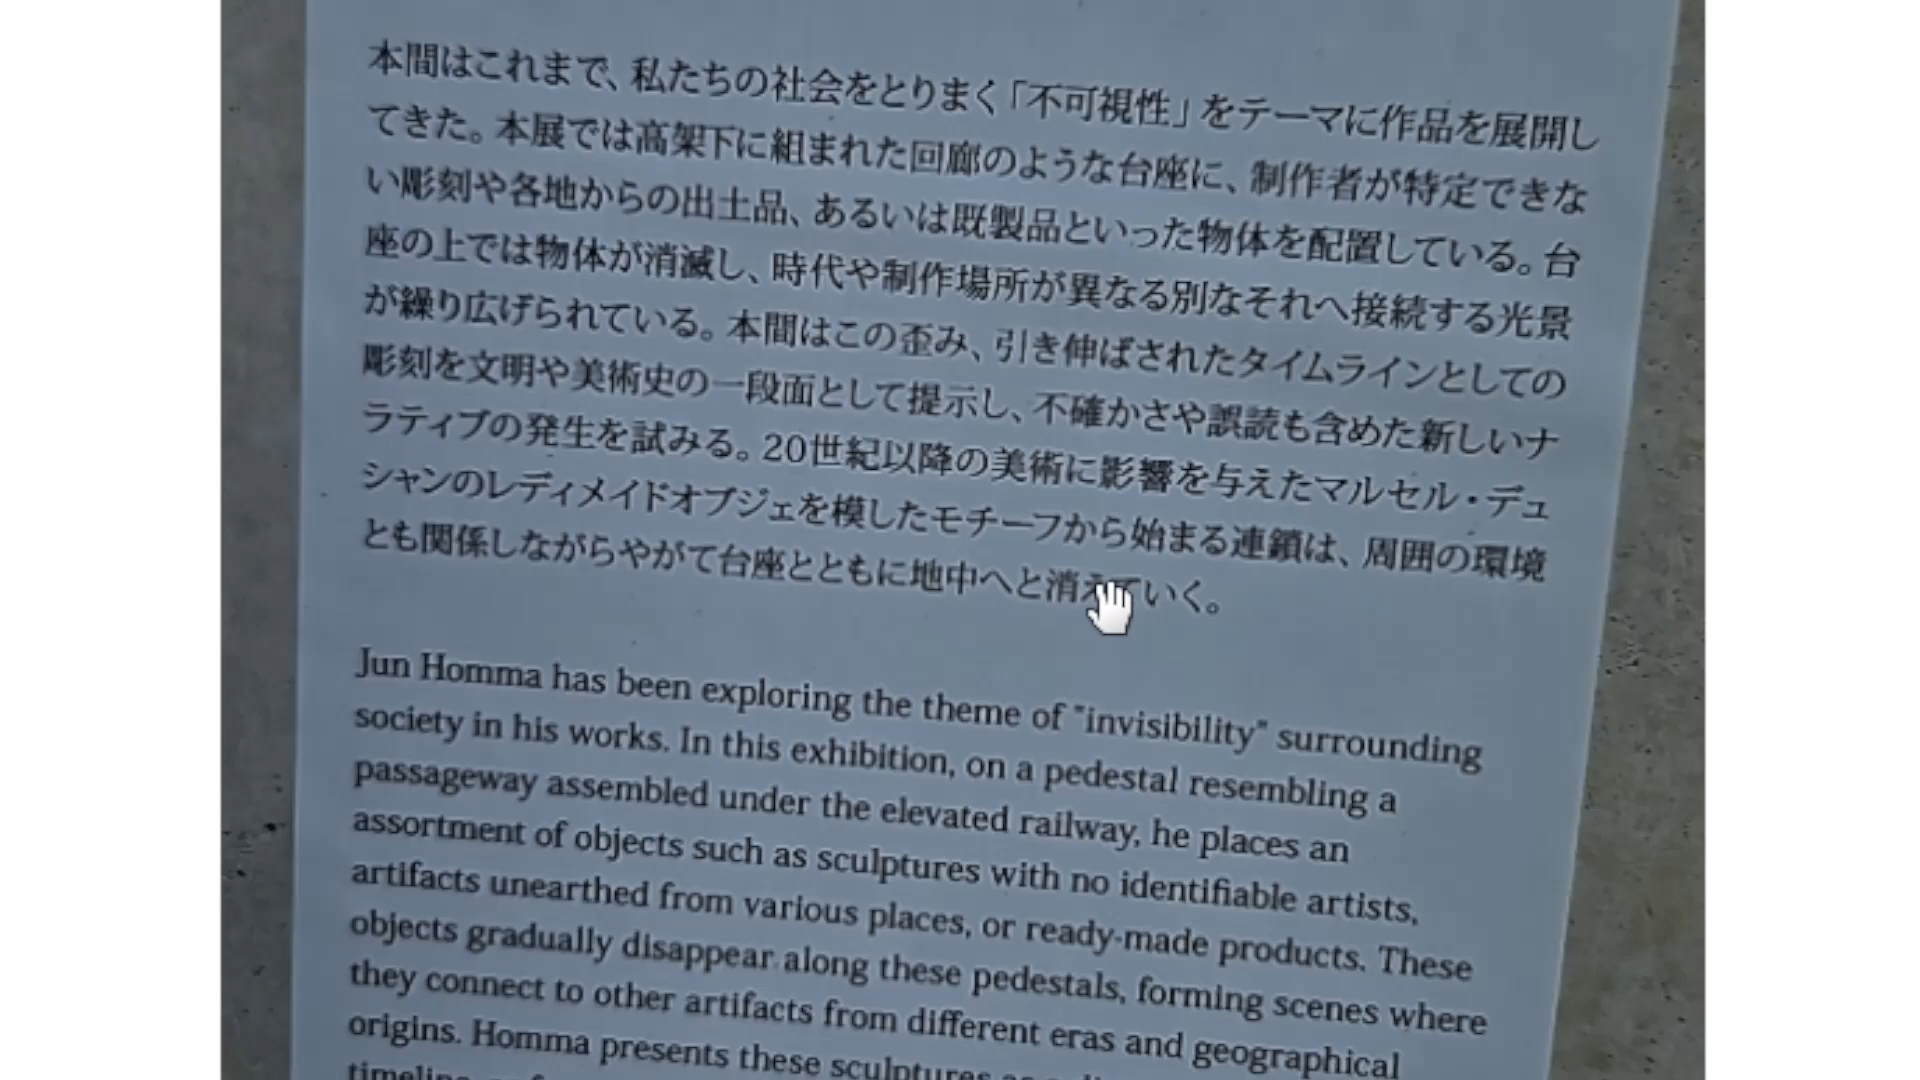 本間はこれまで、私たちの社会をとりまく「不可視性」をテーマに作品を展開し
てきた。本展では高架下に組まれた回廊のような台座に、制作者が特定できな
い彫刻や各地からの出土品、あるいは既製品といった物体を配置している。台
座の上では物体が消滅し、時代や制作場所が異なる別なそれへ接続する光景
が繰り広げられている。本間はこの歪み、引き伸ばされたタイムラインとしての
彫刻を文明や美術史の一段面として提示し、不確かさや誤読も含めた新しいナ
ラティブの発生を試みる。20世紀以降の美術に影響を与えたマルセル・デュ
シャンのレディメイドオブジェを模したモチーフから始まる連鎖は、周囲の環境
とも関係しながらやがて台座とともに地中へと消えていく。
Jun Homma has been exploring the theme of "invisibility" surrounding
society in his works. In this exhibition, on a pedestal resembling a
passageway assembled under the elevated railway, he places an
assortment of objects such as sculptures with no identifiable artists,
artifacts unearthed from various places, or ready-made products. These
objects gradually disappear along these pedestals, forming scenes where
they connect to other artifacts from different eras and geographical
origins. Homma presents these sculptures